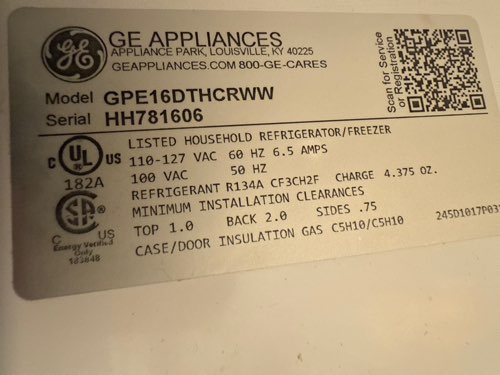 GE APPLIANCES
APPLIANCE PARK, LOUISVILLE, KY 40225
GEAPPLIANCES.COM 800-GE-CARES
Scan for Service
or Registration
Model GPE16DTHCRWW
Serial HH781606
LISTED HOUSEHOLD REFRIGERATOR/FREEZER
110-127 VAC 60 HZ 6.5 AMPS
100 VAC 50 HZ
REFRIGERANT R134A CF3CH2F CHARGE 4.375 OZ.
MINIMUM INSTALLATION CLEARANCES
TOP 1.0 BACK 2.0 SIDES .75
CASE/DOOR INSULATION GAS C5H10/C5H10
C UL US
182A
SA
C US
Energy Verified